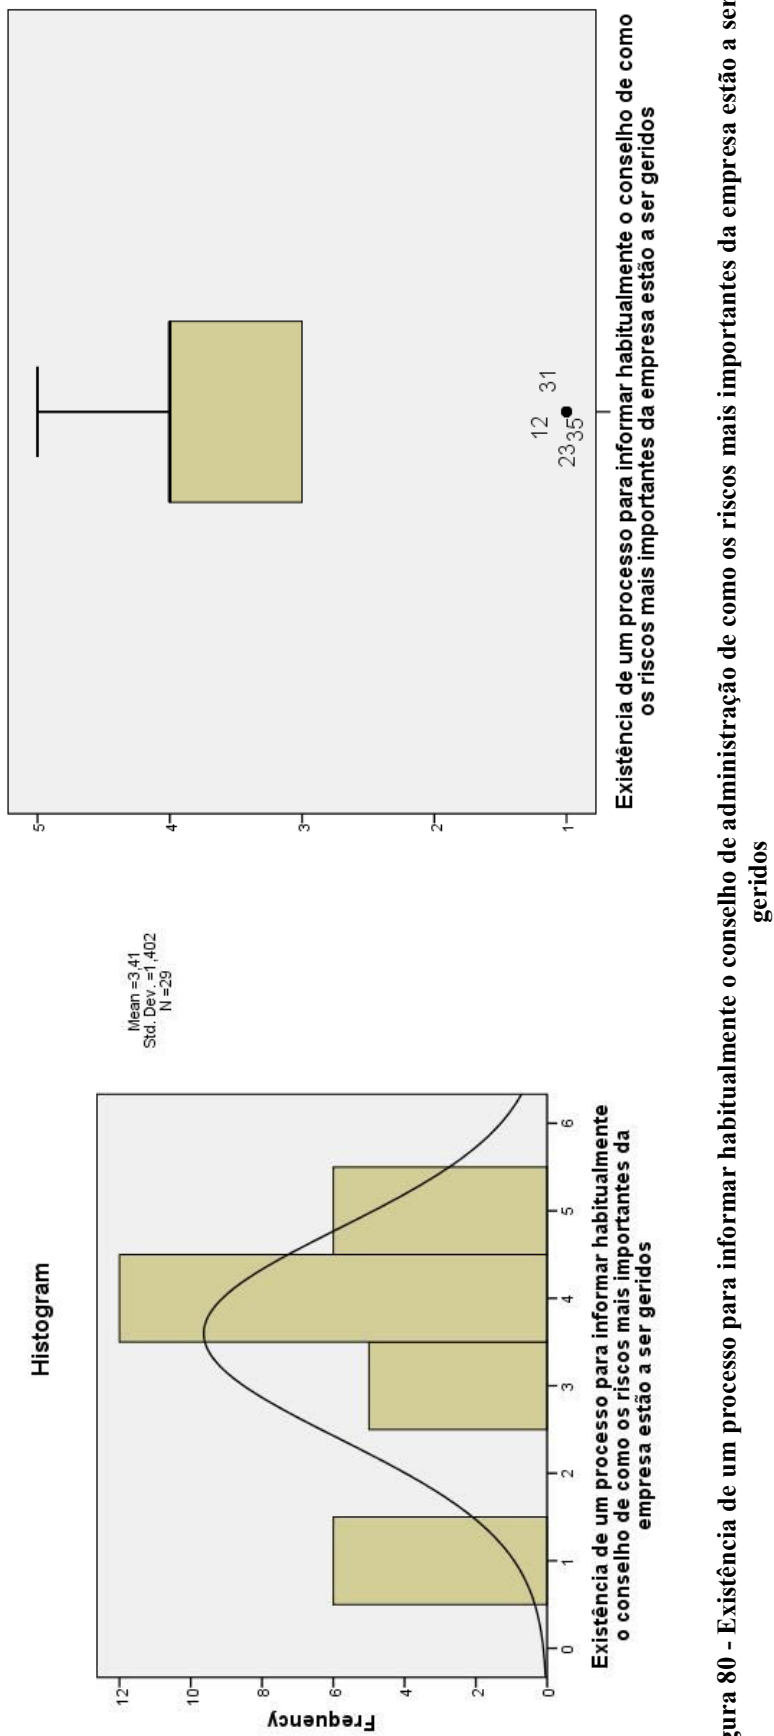 Histogram
Frequency
12
10
8
6
4
2
0
0
1
2
3
4
5
6
Existência de um processo para informar habitualmente
o conselho de como os riscos mais importantes da
empresa estão a ser geridos
Mean =3,41
Std. Dev. =1,402
N =29
5
4
3
2
1
12
31
23
35
Existência de um processo para informar habitualmente o conselho de como
os riscos mais importantes da empresa estão a ser geridos
gura 80 - Existência de um processo para informar habitualmente o conselho de administração de como os riscos mais importantes da empresa estão a ser
geridos